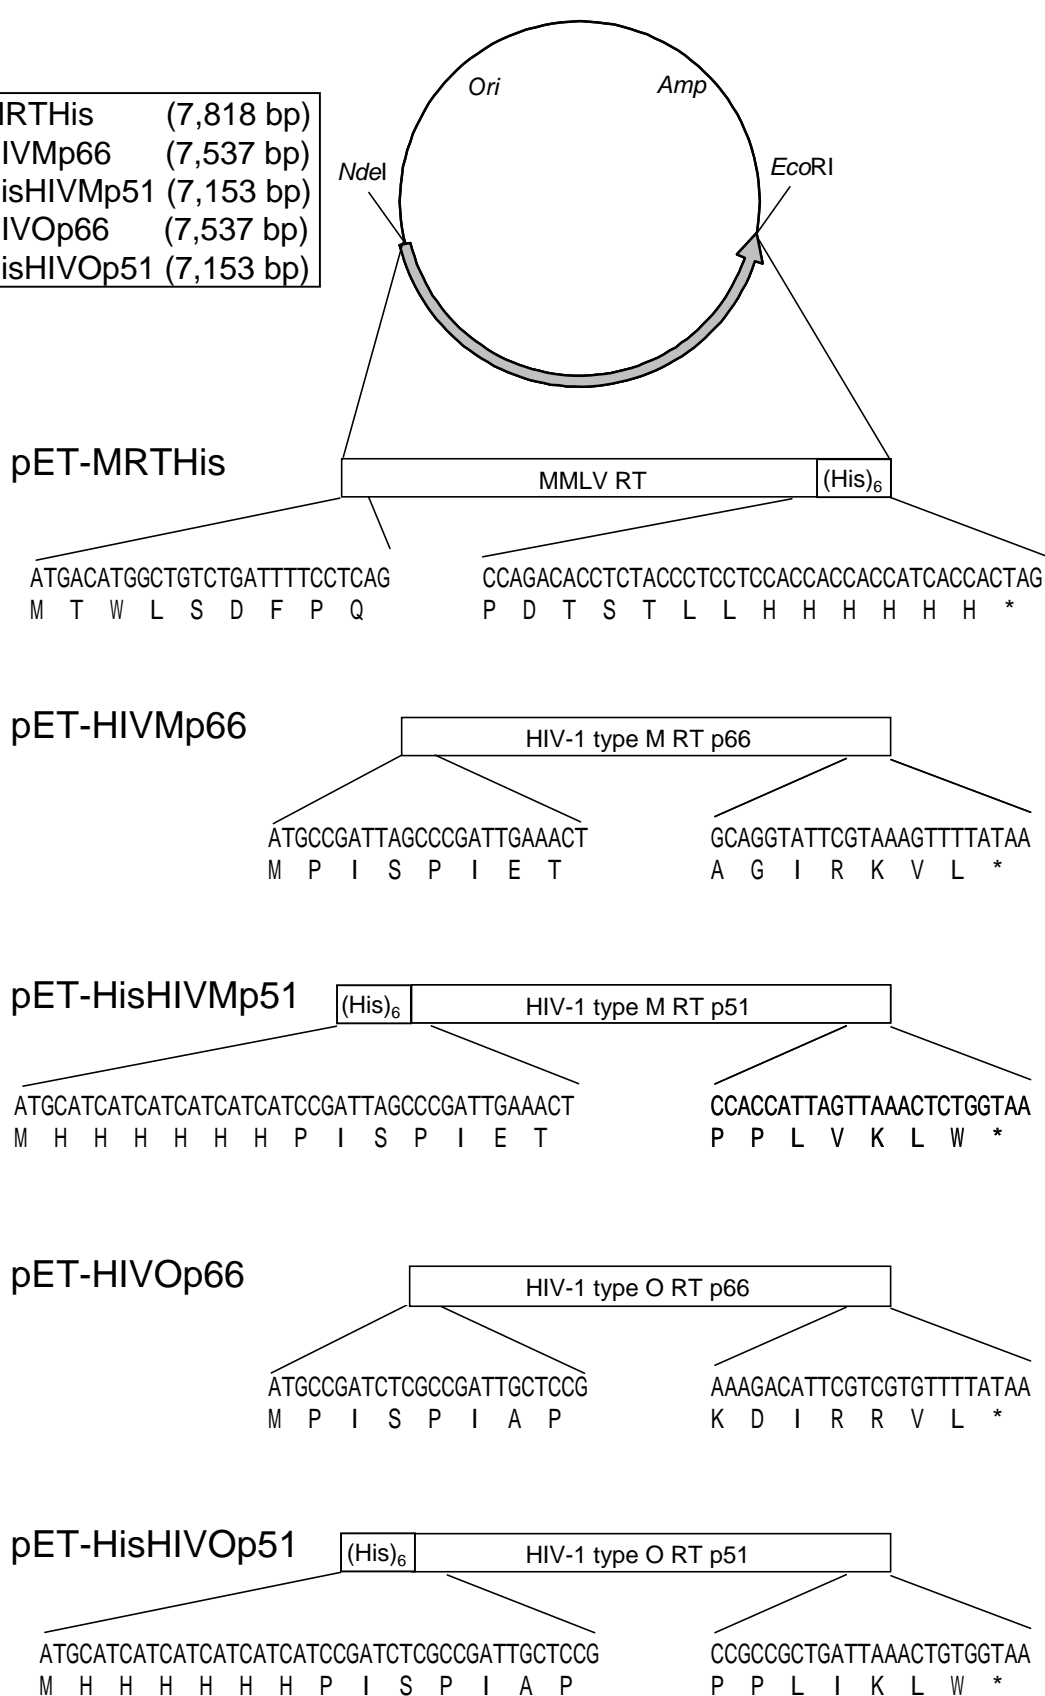 Ori Amp
MRTHis (7,818 bp)
IVMp66 (7,537 bp)
isHIVMp51 (7,153 bp)
IVOp66 (7,537 bp)
isHIVOp51 (7,153 bp)
NdeI EcoRI
pET-MRTHis
MMLV RT (His)6
ATGACATGGCTGTCTGATTTTCCTCAG CCAGACACCTCTACCCTCCTCCACCACCACCATCACCACTAG
M T W L S D F P Q P D T S T L L H H H H H H *
pET-HIVMp66
HIV-1 type M RT p66
ATGCCGATTAGCCCGATTGAAACT GCAGGTATTCGTAAAGTTTTATAA
M P I S P I E T A G I R K V L *
pET-HisHIVMp51
(His)6 HIV-1 type M RT p51
ATGCATCATCATCATCATCATCCGATTAGCCCGATTGAAACT CCACCATTAGTTAAACTCTGGTAA
M H H H H H H P I S P I E T P P L V K L W *
pET-HIVOp66
HIV-1 type O RT p66
ATGCCGATCTCGCCGATTGCTCCG AAAGACATTCGTCGTGTTTTATAA
M P I S P I A P K D I R R V L *
pET-HisHIVOp51
(His)6 HIV-1 type O RT p51
ATGCATCATCATCATCATCATCCGATCTCGCCGATTGCTCCG CCGCCGCTGATTAAACTGTGGTAA
M H H H H H H P I S P I A P P P L I K L W *